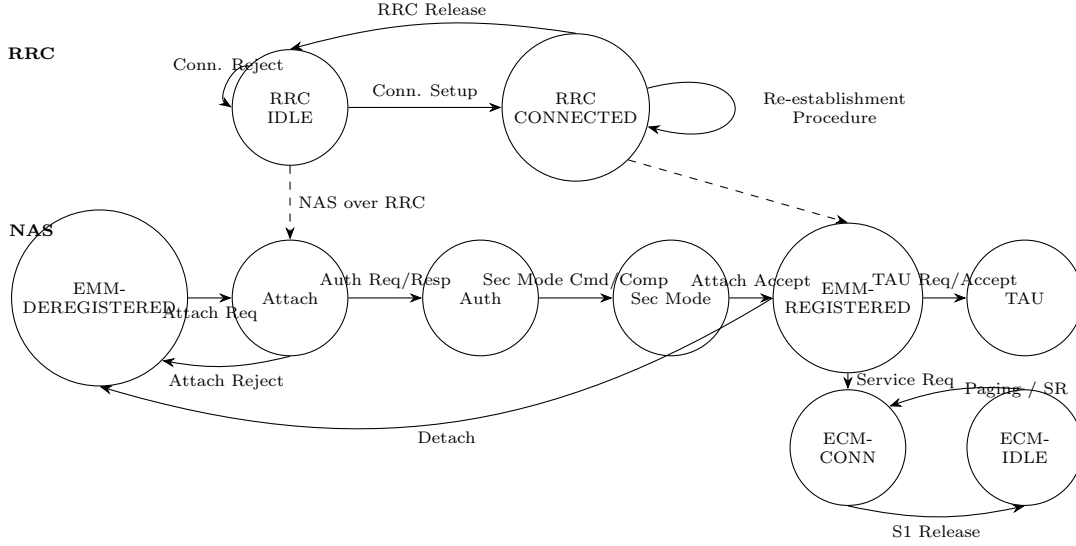 RRC Release
RRC
Conn. Reject
Conn. Setup
RRC
IDLE
RRC
CONNECTED
Re-establishment
Procedure
NAS over RRC
NAS
EMM-
DEREGISTERED
Attach Req
Attach
Auth Req/Resp
Auth
Sec Mode Cmd/Comp
Sec Mode
Attach Accept
EMM-
REGISTERED
TAU Req/Accept
TAU
Attach Reject
Detach
Service Req
Paging / SR
ECM-
CONN
ECM-
IDLE
S1 Release